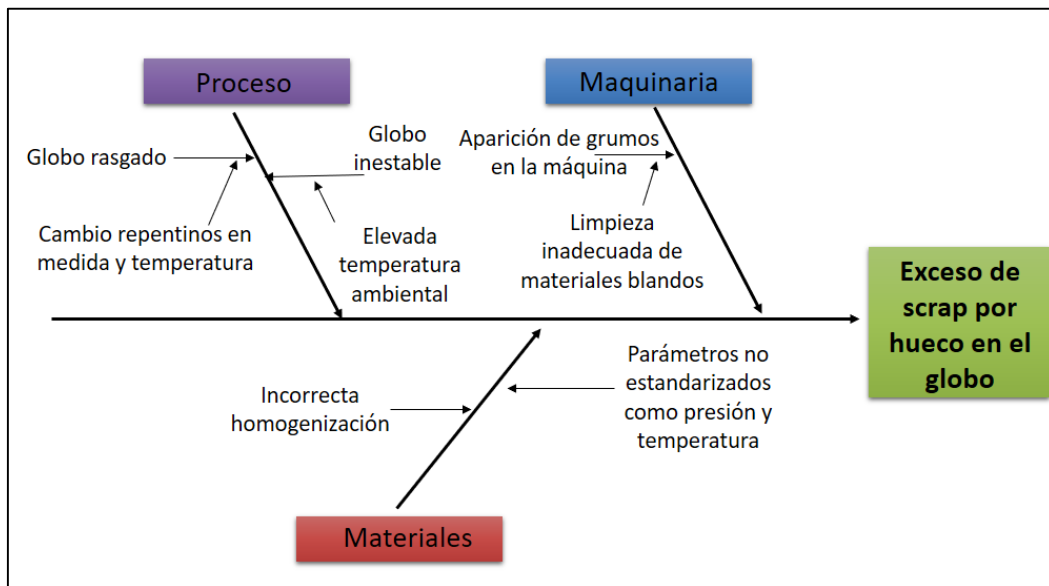 Proceso
Maquinaria
Globo rasgado
Globo
inestable
Cambio repentinos en
medida y temperatura
Elevada
temperatura
ambiental
Aparición de grumos
en la máquina
Limpieza
inadecuada de
materiales blandos
Exceso de
scrap por
hueco en el
globo
Incorrecta
homogenización
Parámetros no
estandarizados
como presión y
temperatura
Materiales